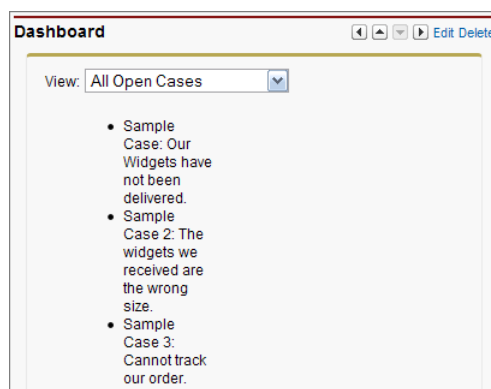 Dashboard Edit Delete
View: All Open Cases
• Sample
Case: Our
Widgets have
not been
delivered.
• Sample
Case 2: The
widgets we
received are
the wrong
size.
• Sample
Case 3:
Cannot track
our order.